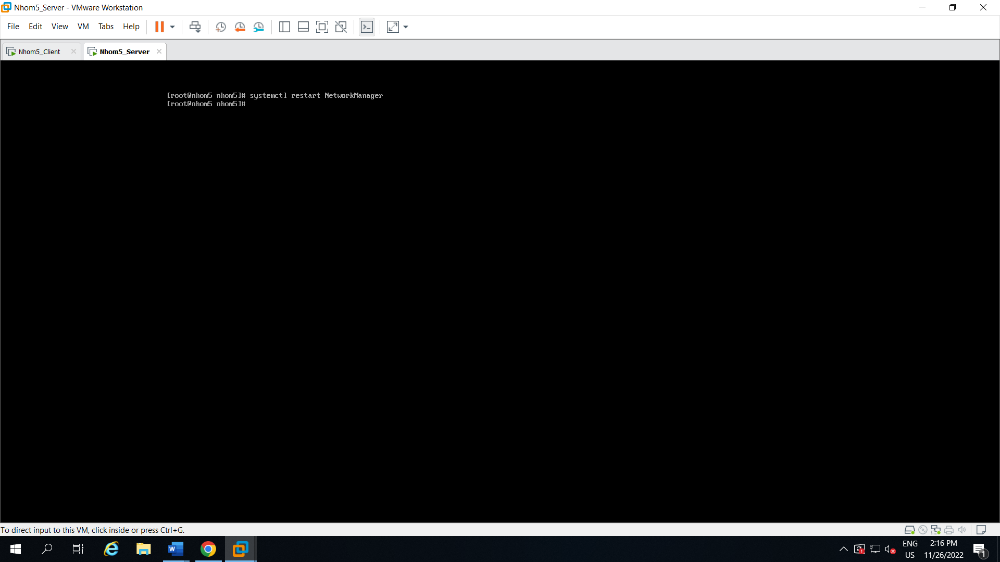 Nhom5_Server - VMware Workstation
File Edit View VM Tabs Help
Nhom5_Client
Nhom5_Server
[root@nhom5 nhom5]# systemctl restart NetworkManager
[root@nhom5 nhom5]#
To direct input to this VM, click inside or press Ctrl+G.
ENG
US
2:16 PM
11/26/2022
1